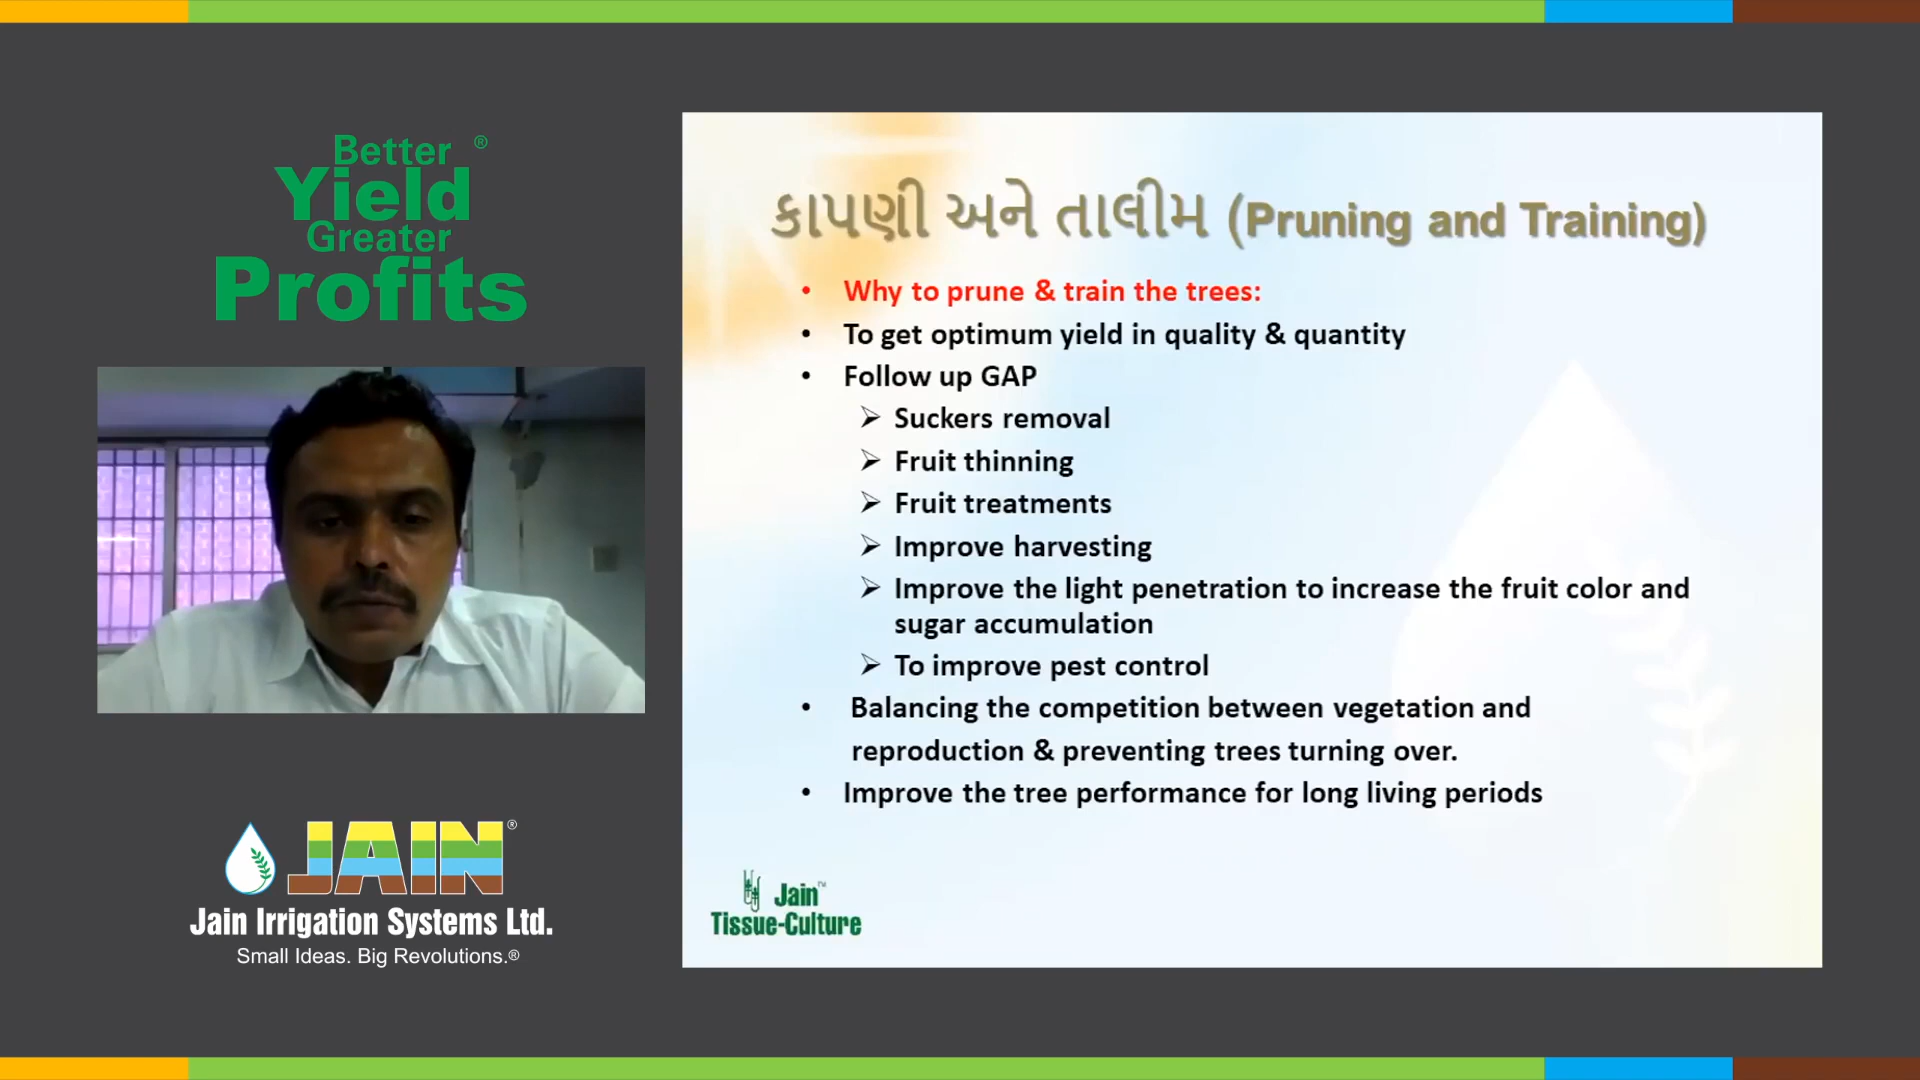 Better ®
Yield
Greater
Profits
JAIN ®
Jain Irrigation Systems Ltd.
Small Ideas. Big Revolutions.®
કાપણી અને તાલીમ (Pruning and Training)
• Why to prune & train the trees:
• To get optimum yield in quality & quantity
• Follow up GAP
➢ Suckers removal
➢ Fruit thinning
➢ Fruit treatments
➢ Improve harvesting
➢ Improve the light penetration to increase the fruit color and
sugar accumulation
➢ To improve pest control
• Balancing the competition between vegetation and
reproduction & preventing trees turning over.
• Improve the tree performance for long living periods
Jain™
Tissue-Culture